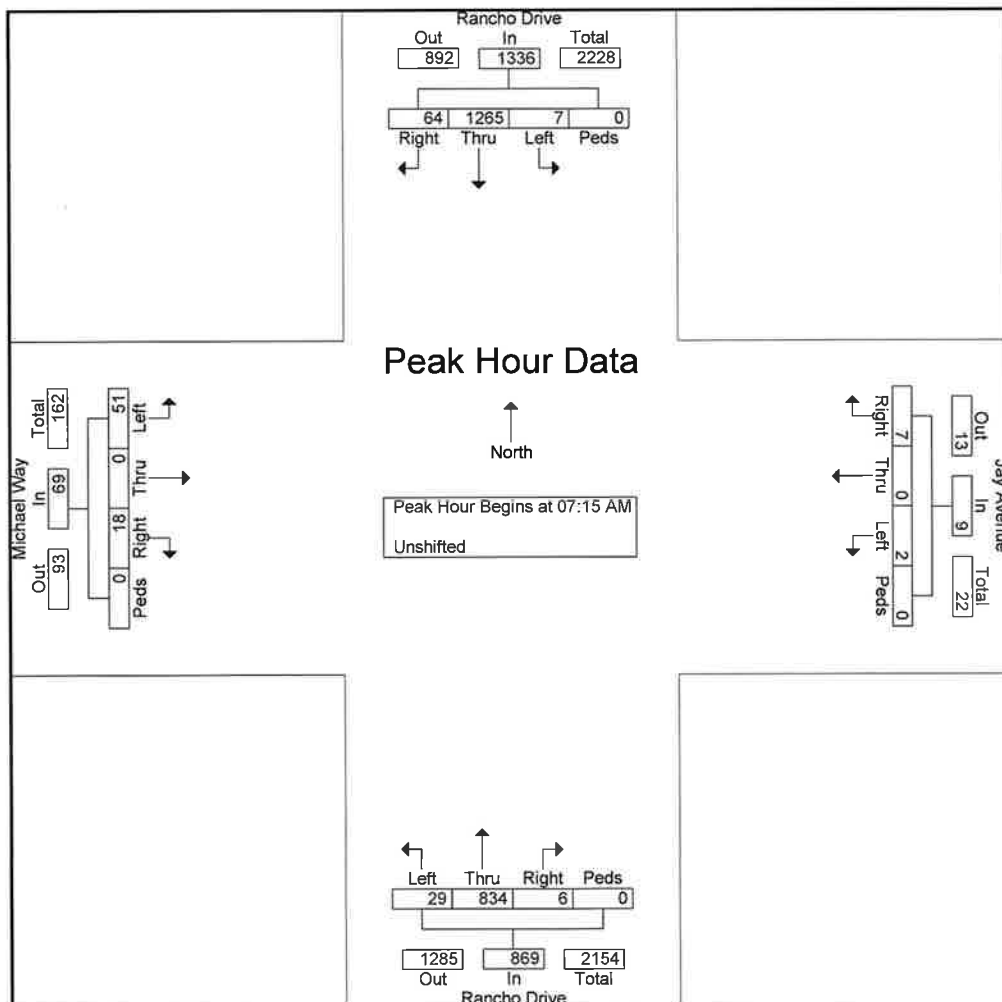 Rancho Drive
Out In Total
892 1336 2228
64 1265 7 0
Right Thru Left Peds
Peak Hour Data
North
Peak Hour Begins at 07:15 AM
Unshifted
Michael Way
Total In Out
162 69 93
51 0 18 0
Left Thru Right Peds
Jay Avenue
Out In Total
13 9 22
7 0 2 0
Right Thru Left Peds
Left Thru Right Peds
29 834 6 0
1285 869 2154
Out In Total
Rancho Drive